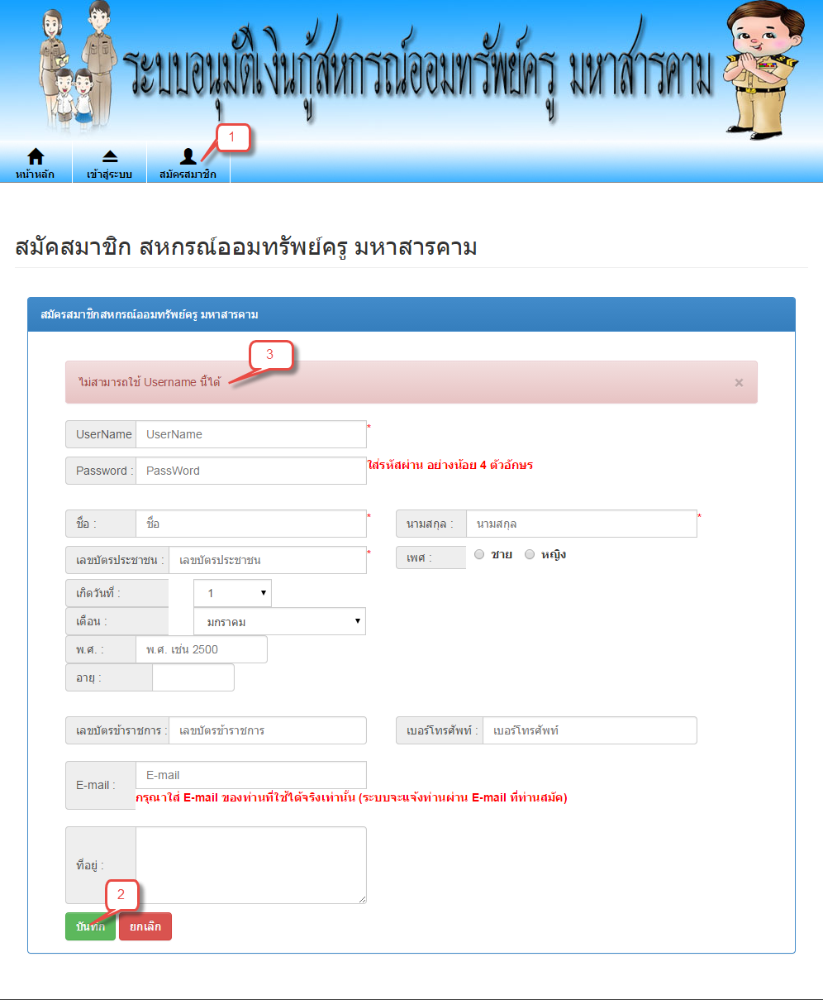 ระบบอนุมัติเงินกู้สหกรณ์ออมทรัพย์ครู มหาสารคาม
1
หน้าหลัก เข้าสู่ระบบ สมัครสมาชิก
สมัคสมาชิก สหกรณ์ออมทรัพย์ครู มหาสารคาม
สมัครสมาชิกสหกรณ์ออมทรัพย์ครู มหาสารคาม
3
ไม่สามารถใช้ Username นี้ได้ ×
UserName UserName *
Password : PassWord ใส่รหัสผ่าน อย่างน้อย 4 ตัวอักษร
ชื่อ : ชื่อ * นามสกุล : นามสกุล *
เลขบัตรประชาชน : เลขบัตรประชาชน * เพศ : ชาย หญิง
เกิดวันที่ : 1
เดือน : มกราคม
พ.ศ. : พ.ศ. เช่น 2500
อายุ :
เลขบัตรข้าราชการ : เลขบัตรข้าราชการ เบอร์โทรศัพท์ : เบอร์โทรศัพท์
E-mail : E-mail
กรุณาใส่ E-mail ของท่านที่ใช้ได้จริงเท่านั้น (ระบบจะแจ้งท่านผ่าน E-mail ที่ท่านสมัค)
ที่อยู่ :
2
บันทึก ยกเลิก